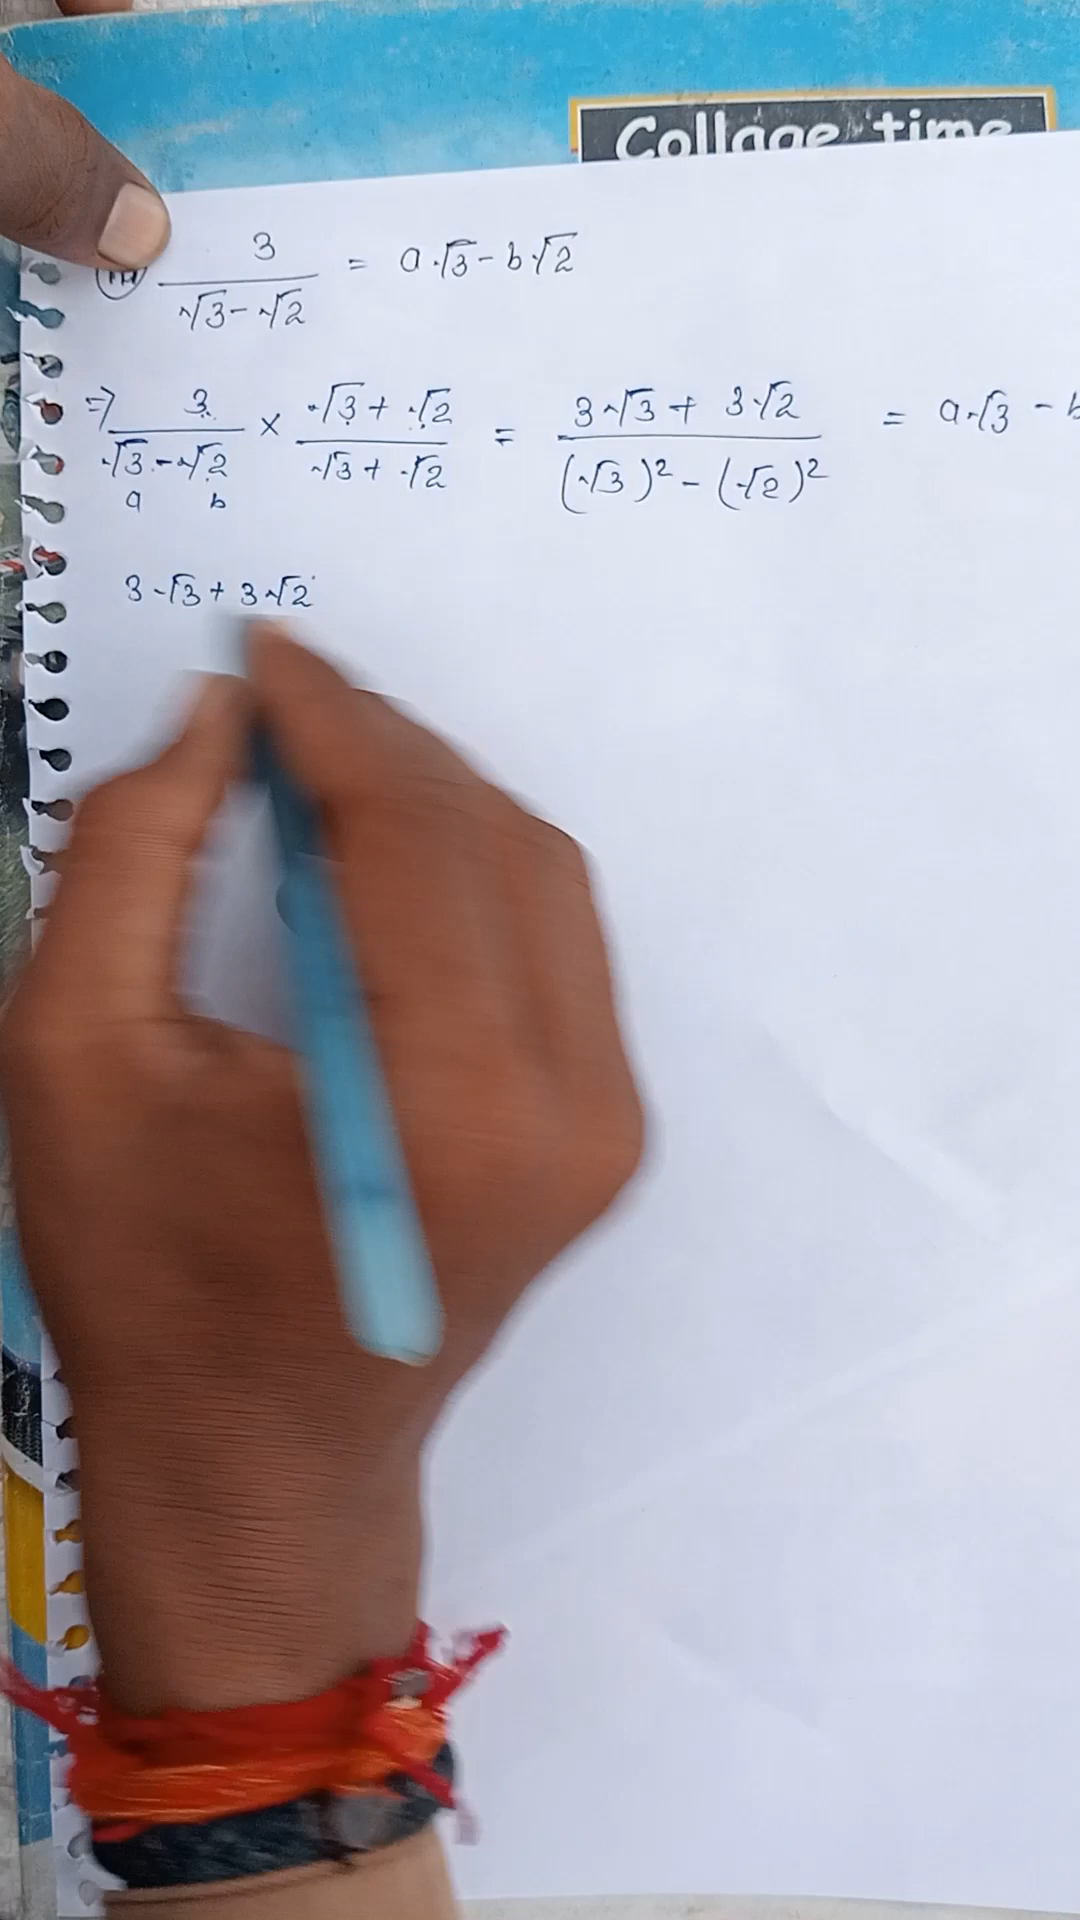 Collage time
3/(√3-√2) = a√3-b√2
⇒ 3/(√3-√2) × (√3+√2)/(√3+√2) = (3√3+3√2)/((√3)²-(√2)²) = a√3-b
a b
3√3+3√2